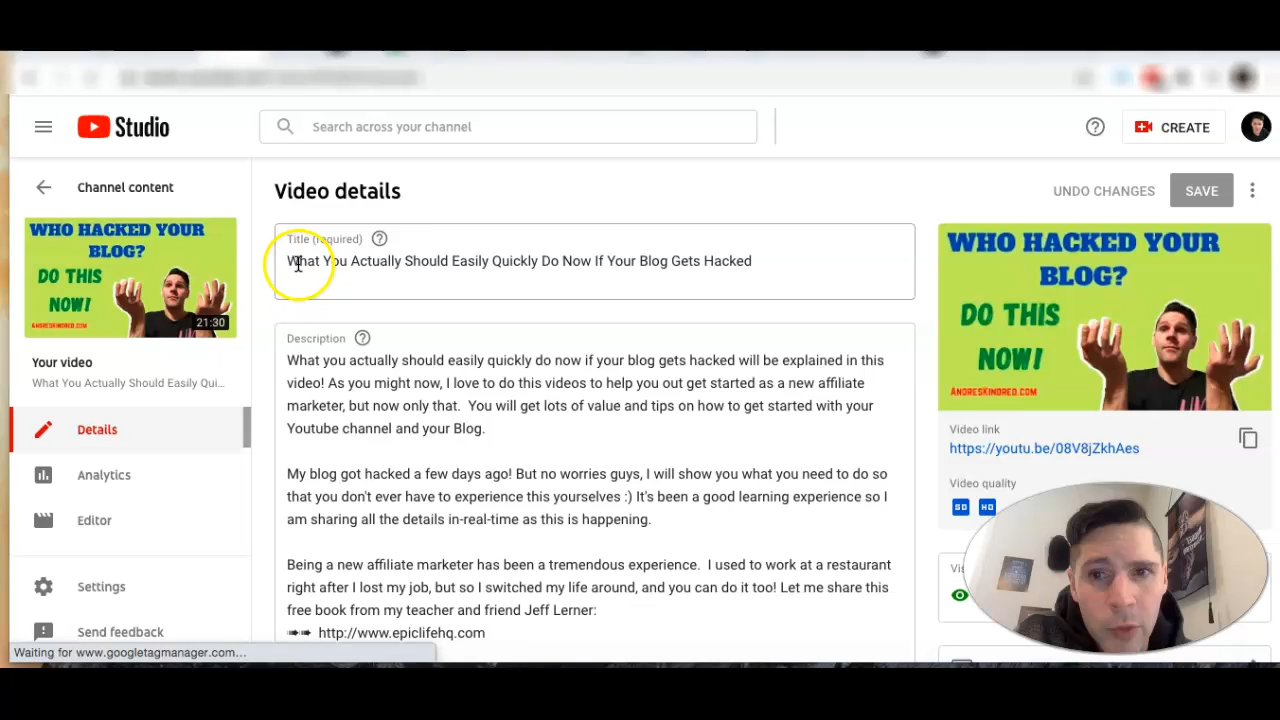 Studio
Search across your channel
CREATE
Channel content
WHO HACKED YOUR
BLOG?
DO THIS
NOW!
ANDRESKINDRED.COM
21:30
Your video
What You Actually Should Easily Qui...
Details
Analytics
Editor
Settings
Send feedback
Waiting for www.googletagmanager.com...
Video details
UNDO CHANGES
SAVE
Title (required)
What You Actually Should Easily Quickly Do Now If Your Blog Gets Hacked
Description
What you actually should easily quickly do now if your blog gets hacked will be explained in this
video! As you might now, I love to do this videos to help you out get started as a new affiliate
marketer, but now only that.  You will get lots of value and tips on how to get started with your
Youtube channel and your Blog.
My blog got hacked a few days ago! But no worries guys, I will show you what you need to do so
that you don't ever have to experience this yourselves :) It's been a good learning experience so I
am sharing all the details in-real-time as this is happening.
Being a new affiliate marketer has been a tremendous experience.  I used to work at a restaurant
right after I lost my job, but so I switched my life around, and you can do it too! Let me share this
free book from my teacher and friend Jeff Lerner:
➠➠ http://www.epiclifehq.com
WHO HACKED YOUR
BLOG?
DO THIS
NOW!
ANDRESKINDRED.COM
Video link
https://youtu.be/08V8jZkhAes
Video quality
SD HD